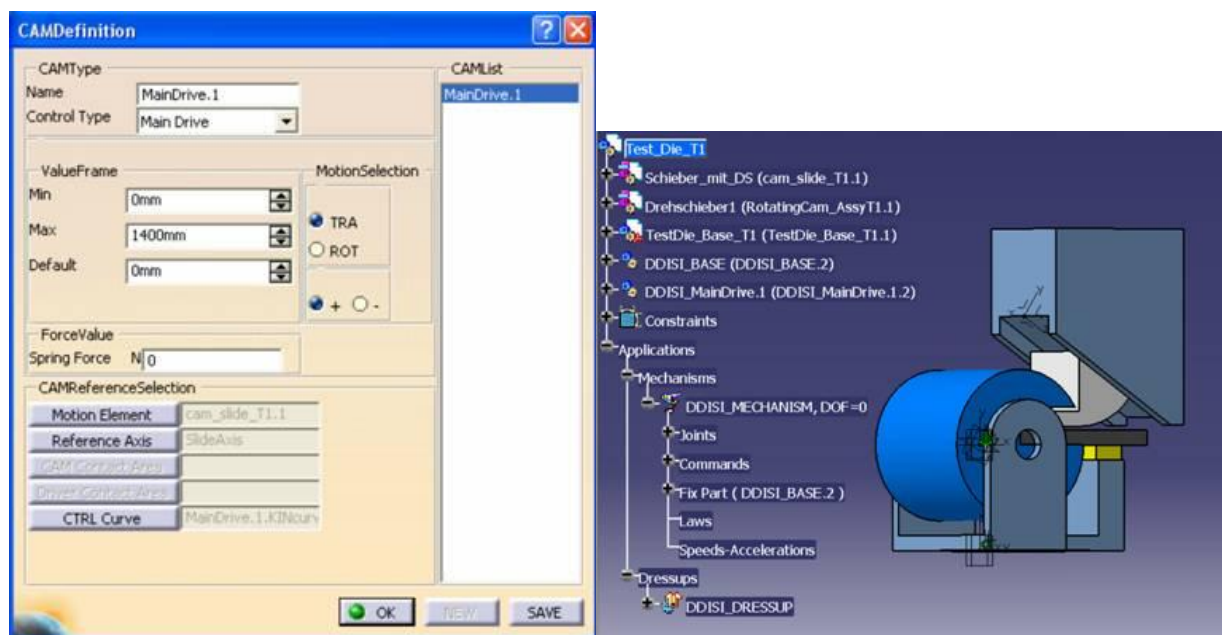 CAMDefinition
CAMType
Name MainDrive.1
Control Type Main Drive
ValueFrame
Min 0mm
Max 1400mm
Default 0mm
MotionSelection
TRA
ROT
+ -
ForceValue
Spring Force N 0
CAMReferenceSelection
Motion Element cam_slide_T1.1
Reference Axis SlideAxis
CAM Contact Area
Driver Contact Area
CTRL Curve MainDrive.1.KINcurv
CAMList
MainDrive.1
OK NEW SAVE
Test_Die_T1
Schieber_mit_DS (cam_slide_T1.1)
Drehschieber1 (RotatingCam_AssyT1.1)
TestDie_Base_T1 (TestDie_Base_T1.1)
DDISI_BASE (DDISI_BASE.2)
DDISI_MainDrive.1 (DDISI_MainDrive.1.2)
Constraints
Applications
Mechanisms
DDISI_MECHANISM, DOF=0
Joints
Commands
Fix Part ( DDISI_BASE.2 )
Laws
Speeds-Accelerations
Dressups
DDISI_DRESSUP